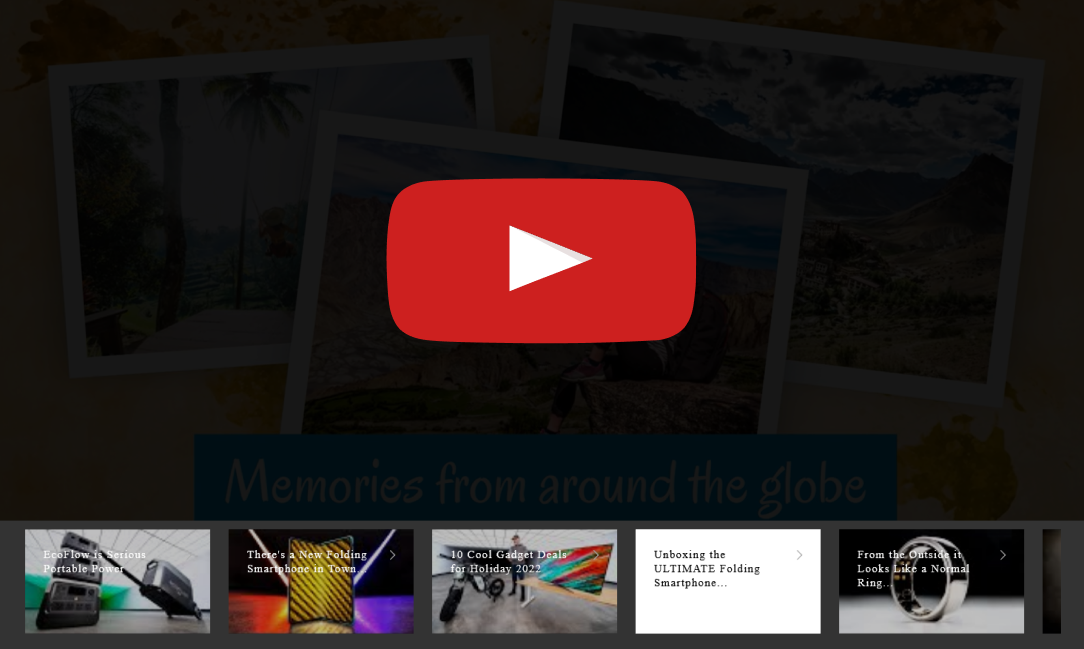 Memories from around the globe
EcoFlow is Serious
Portable Power
There's a New Folding
Smartphone in Town
10 Cool Gadget Deals
for Holiday 2022
Unboxing the
ULTIMATE Folding
Smartphone...
From the Outside it
Looks Like a Normal
Ring...